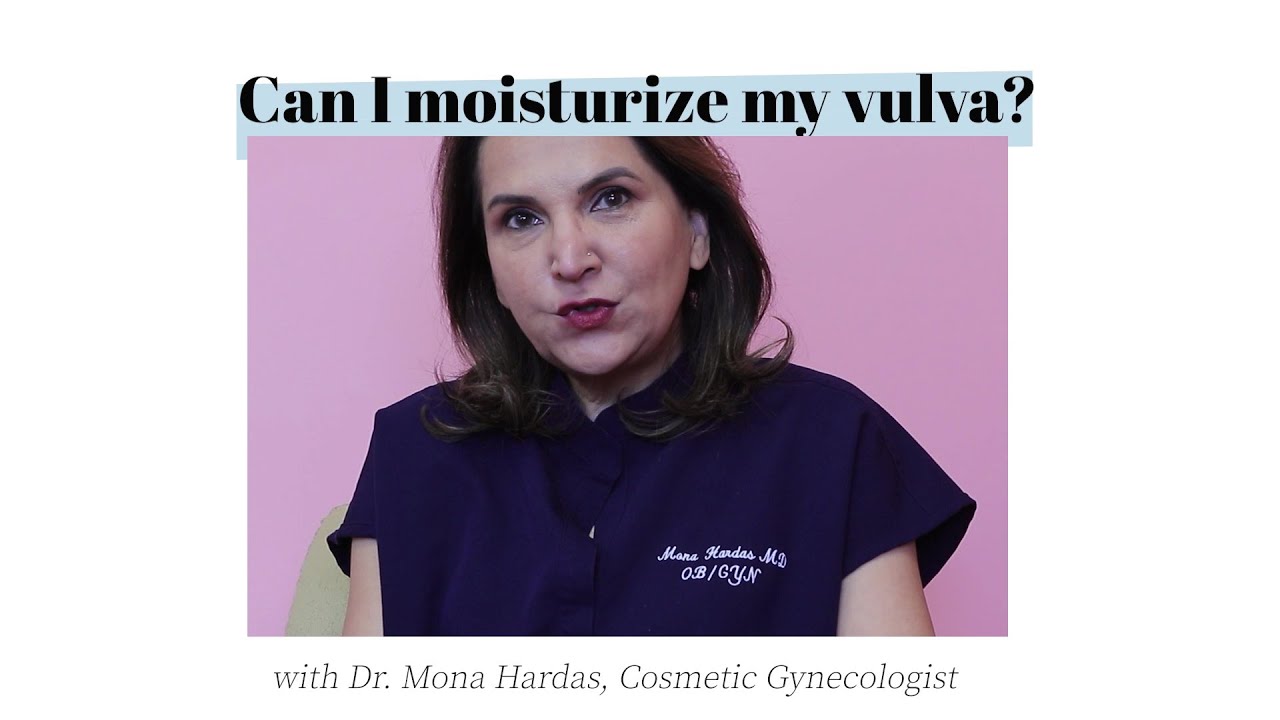 Can I moisturize my vulva?
Mona Hardas MD
OB/GYN
with Dr. Mona Hardas, Cosmetic Gynecologist